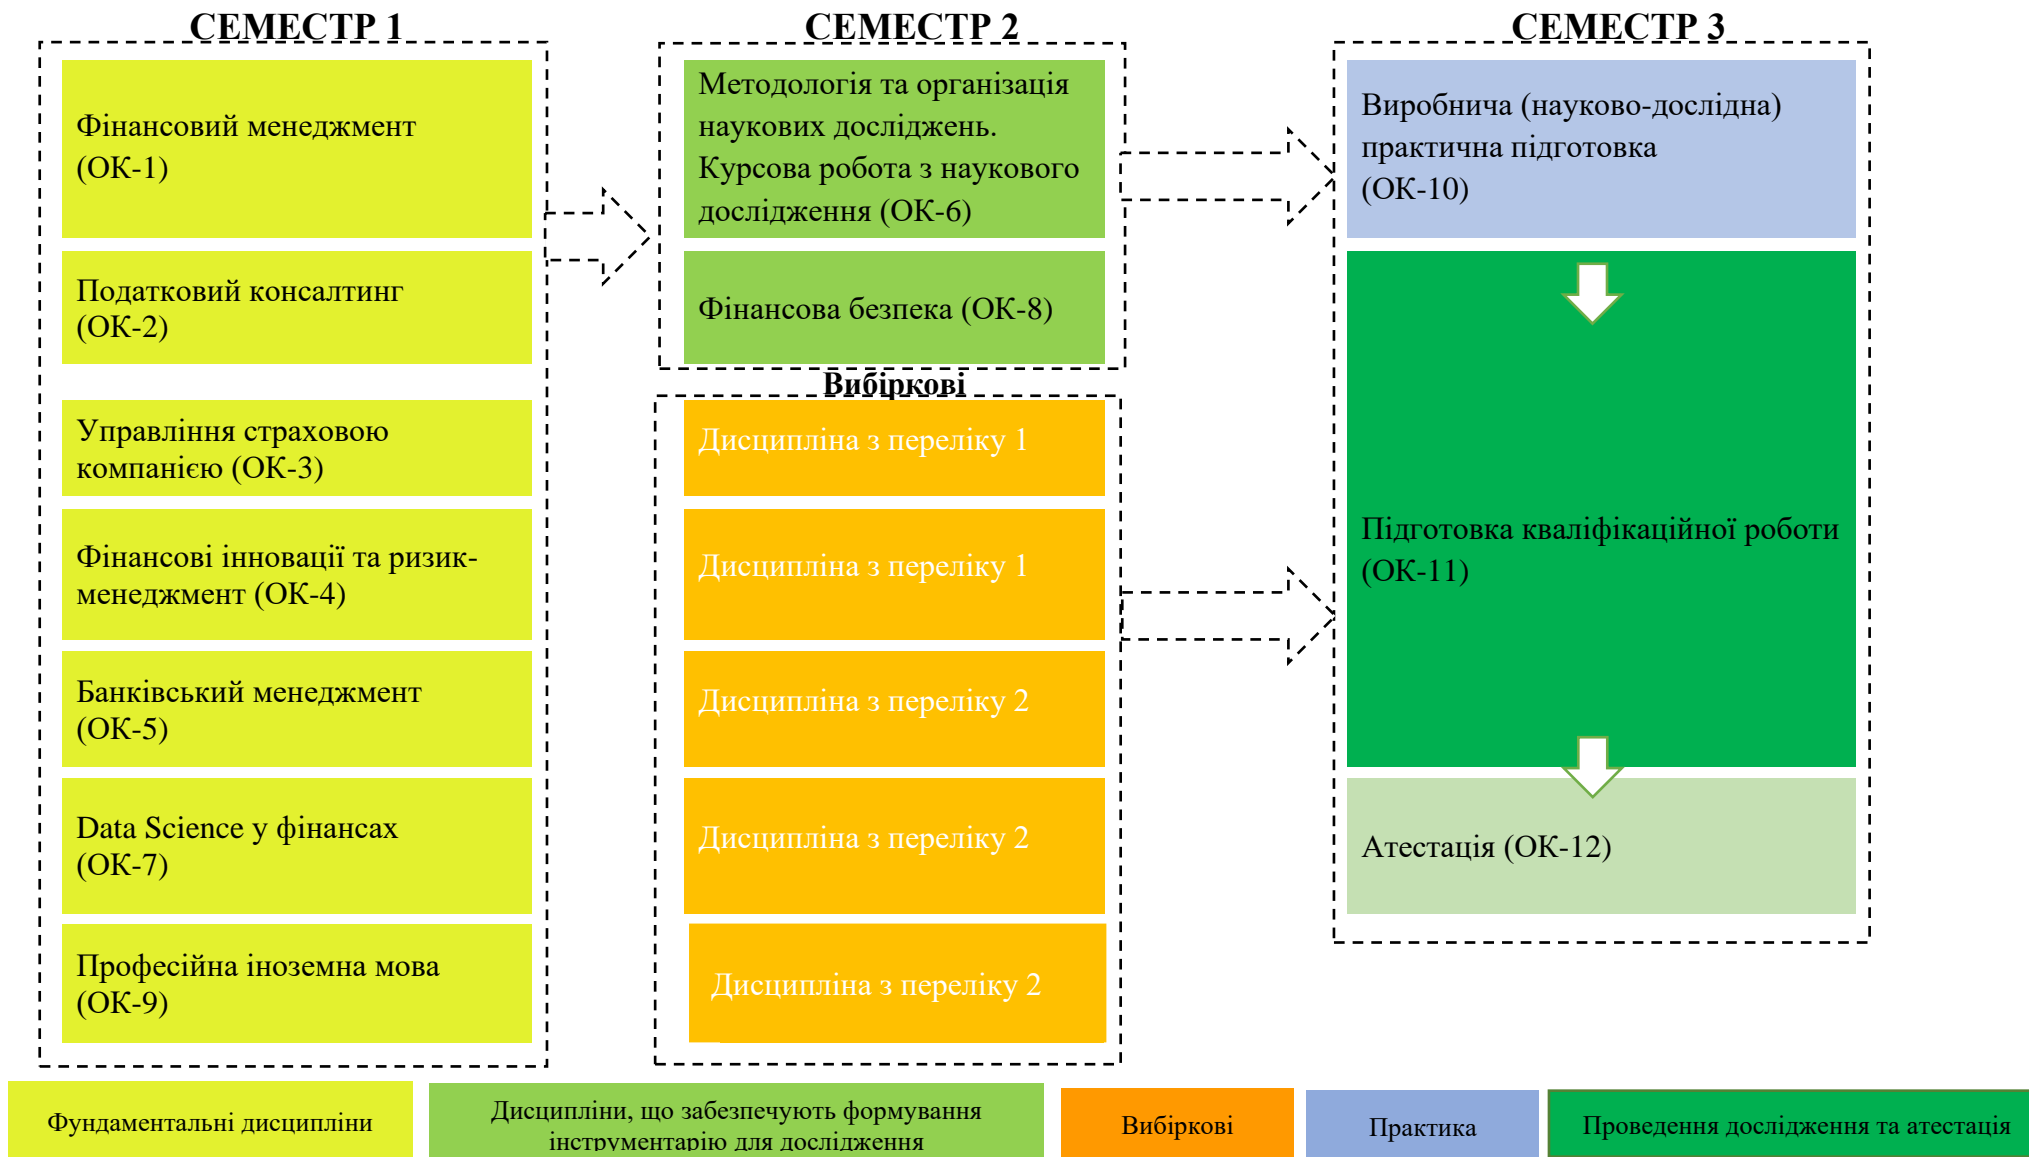 СЕМЕСТР 1
Фінансовий менеджмент
(ОК-1)
Податковий консалтинг
(ОК-2)
Управління страховою
компанією (ОК-3)
Фінансові інновації та ризик-
менеджмент (ОК-4)
Банківський менеджмент
(ОК-5)
Data Science у фінансах
(ОК-7)
Професійна іноземна мова
(ОК-9)
СЕМЕСТР 2
Методологія та організація
наукових досліджень.
Курсова робота з наукового
дослідження (ОК-6)
Фінансова безпека (ОК-8)
Вибіркові
Дисципліна з переліку 1
Дисципліна з переліку 1
Дисципліна з переліку 2
Дисципліна з переліку 2
Дисципліна з переліку 2
СЕМЕСТР 3
Виробнича (науково-дослідна)
практична підготовка
(ОК-10)
Підготовка кваліфікаційної роботи
(ОК-11)
Атестація (ОК-12)
Фундаментальні дисципліни
Дисципліни, що забезпечують формування
інструментарію для дослідження
Вибіркові
Практика
Проведення дослідження та атестація